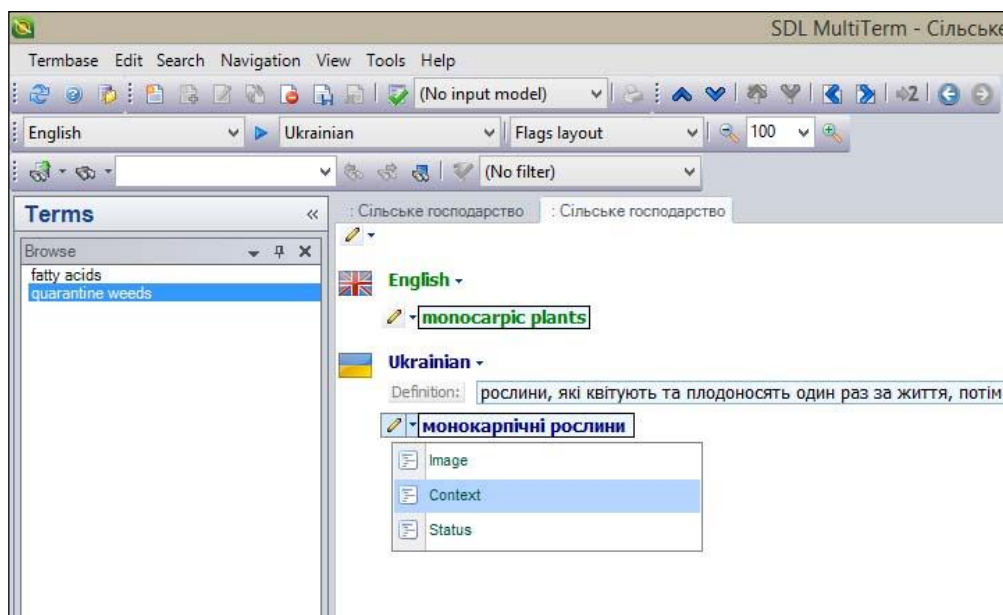 SDL MultiTerm - Сільське
Termbase Edit Search Navigation View Tools Help
(No input model)
2
English Ukrainian Flags layout 100
(No filter)
Terms «
: Сільське господарство : Сільське господарство
Browse
fatty acids
quarantine weeds
English
monocarpic plants
Ukrainian
Definition: рослини, які квітують та плодоносять один раз за життя, потім
монокарпічні рослини
Image
Context
Status